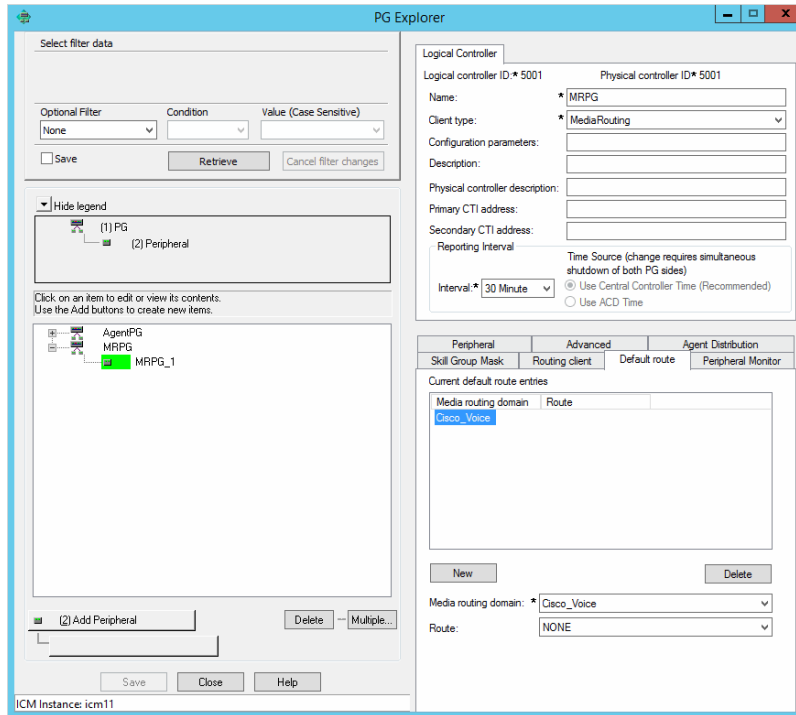 PG Explorer
Select filter data
Optional Filter Condition Value (Case Sensitive)
None
Save Retrieve Cancel filter changes
Hide legend
(1) PG
(2) Peripheral
Click on an item to edit or view its contents.
Use the Add buttons to create new items.
AgentPG
MRPG
MRPG_1
(2) Add Peripheral Delete Multiple...
Save Close Help
ICM Instance: icm11
Logical Controller
Logical controller ID:* 5001 Physical controller ID* 5001
Name: * MRPG
Client type: * MediaRouting
Configuration parameters:
Description:
Physical controller description:
Primary CTI address:
Secondary CTI address:
Reporting Interval
Time Source (change requires simultaneous
shutdown of both PG sides)
Interval:* 30 Minute Use Central Controller Time (Recommended)
Use ACD Time
Peripheral Advanced Agent Distribution
Skill Group Mask Routing client Default route Peripheral Monitor
Current default route entries
Media routing domain Route
Cisco_Voice
New Delete
Media routing domain: * Cisco_Voice
Route: NONE